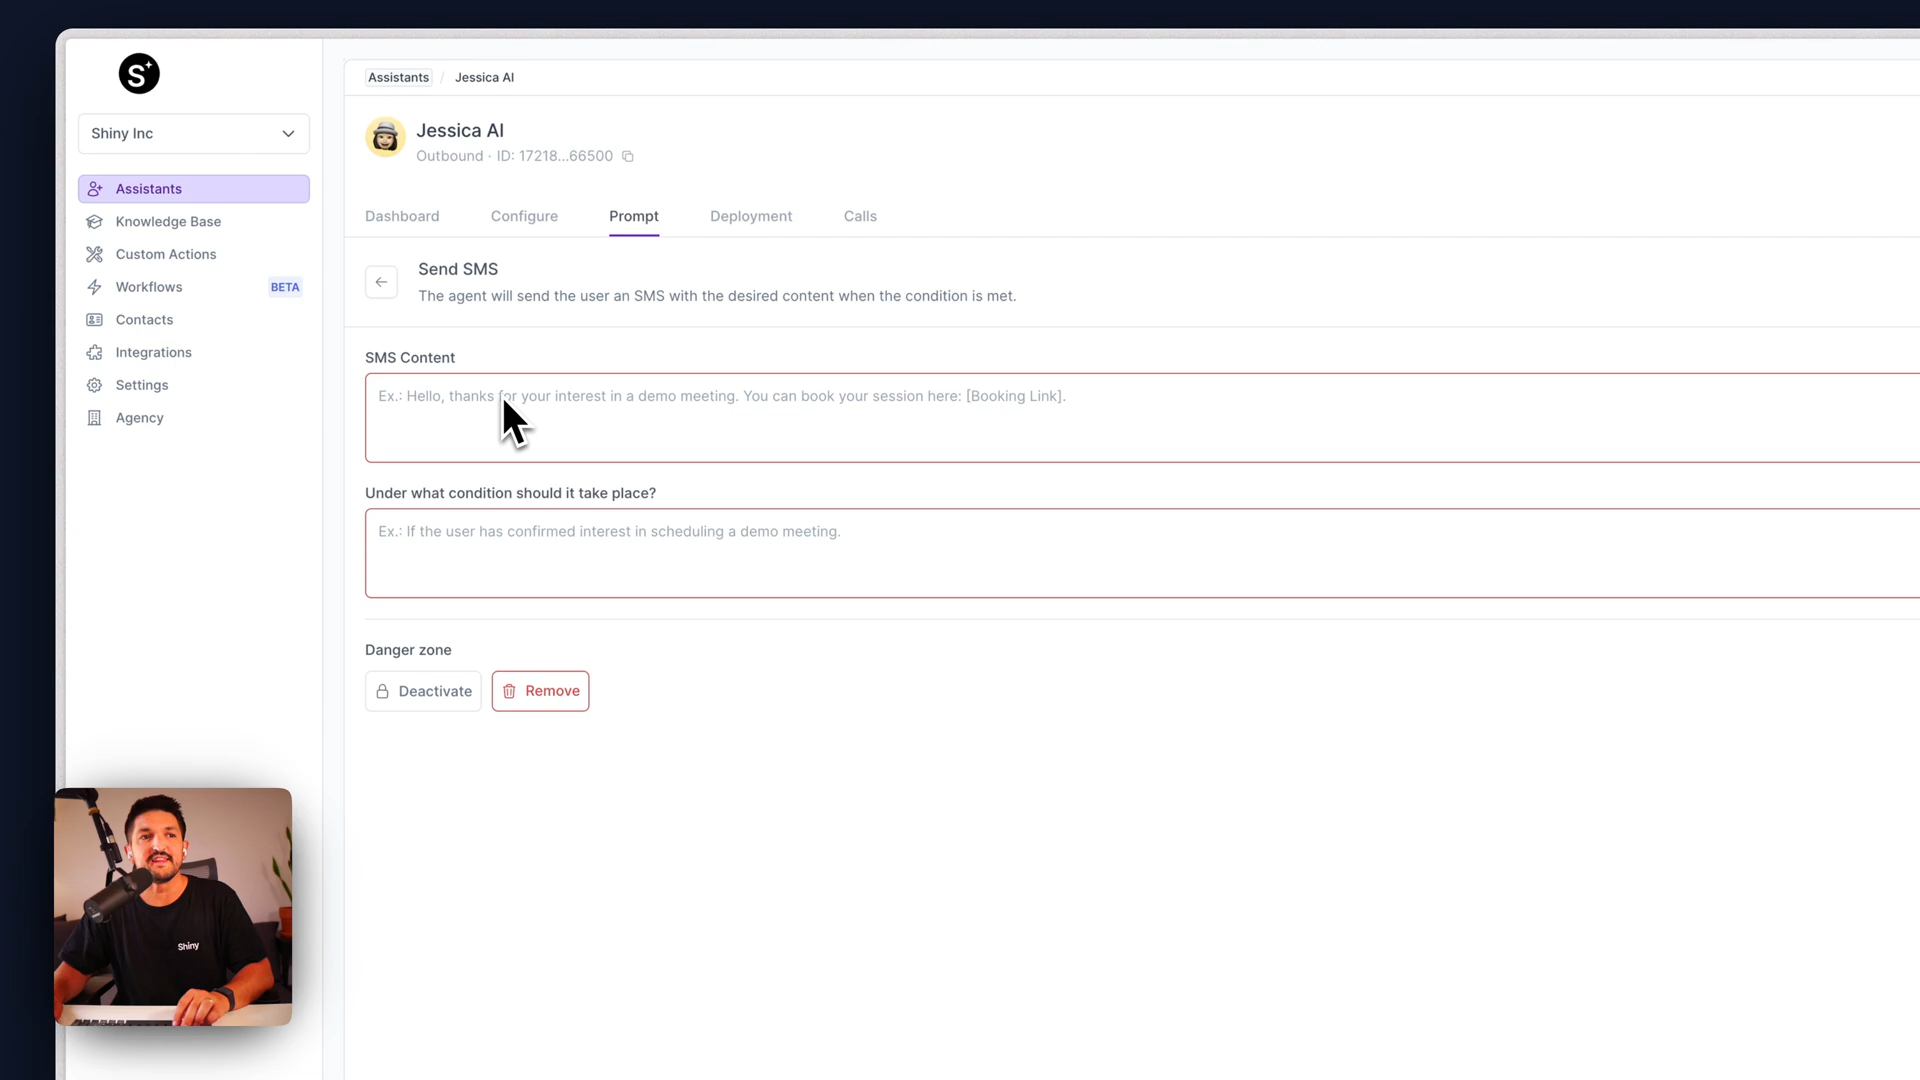 S
Shiny Inc
Assistants
Knowledge Base
Custom Actions
Workflows BETA
Contacts
Integrations
Settings
Agency
Assistants / Jessica AI
Jessica AI
Outbound · ID: 17218...66500
Dashboard Configure Prompt Deployment Calls
Send SMS
The agent will send the user an SMS with the desired content when the condition is met.
SMS Content
Ex.: Hello, thanks for your interest in a demo meeting. You can book your session here: [Booking Link].
Under what condition should it take place?
Ex.: If the user has confirmed interest in scheduling a demo meeting.
Danger zone
Deactivate Remove
Shiny